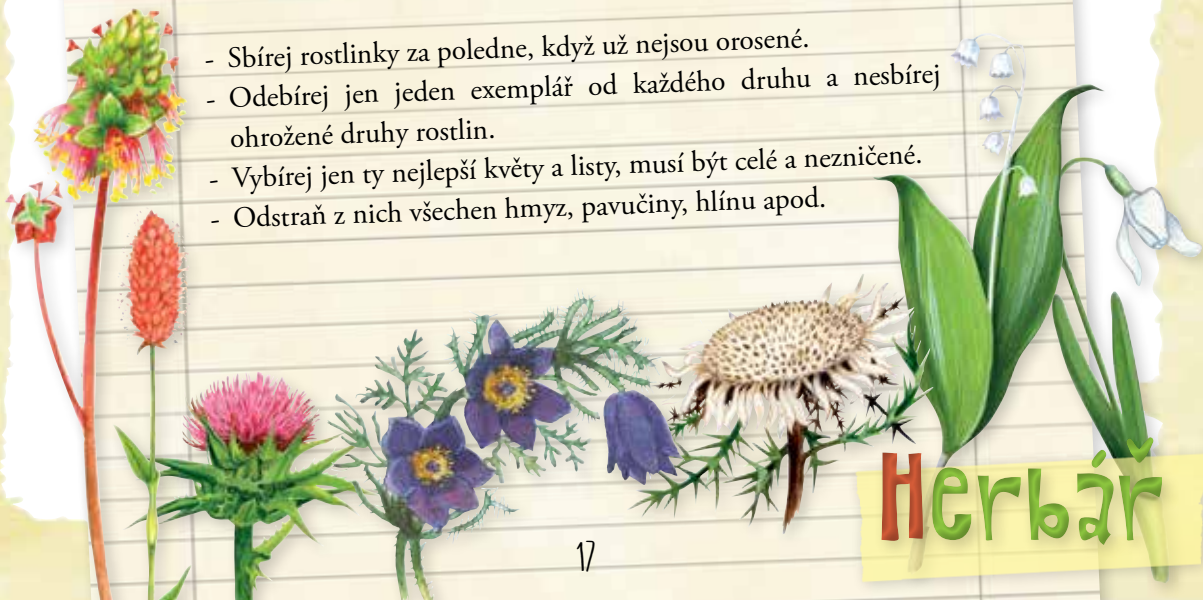 - Sbírej rostlinky za poledne, když už nejsou orosené.
- Odebírej jen jeden exemplář od každého druhu a nesbírej
ohrožené druhy rostlin.
- Vybírej jen ty nejlepší květy a listy, musí být celé a nezničené.
- Odstraň z nich všechen hmyz, pavučiny, hlínu apod.
Herbář
17